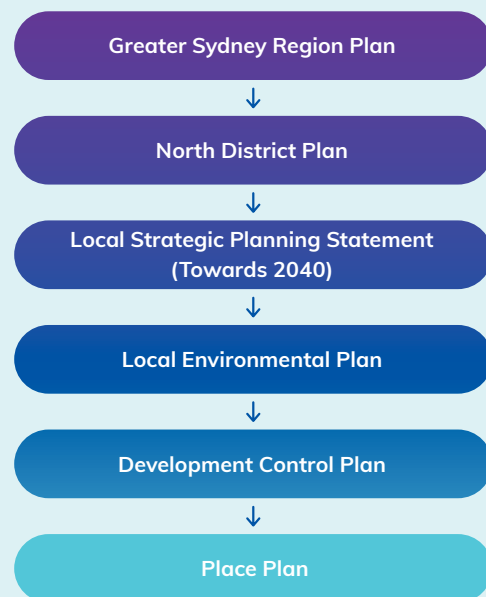 Greater Sydney Region Plan
North District Plan
Local Strategic Planning Statement
(Towards 2040)
Local Environmental Plan
Development Control Plan
Place Plan